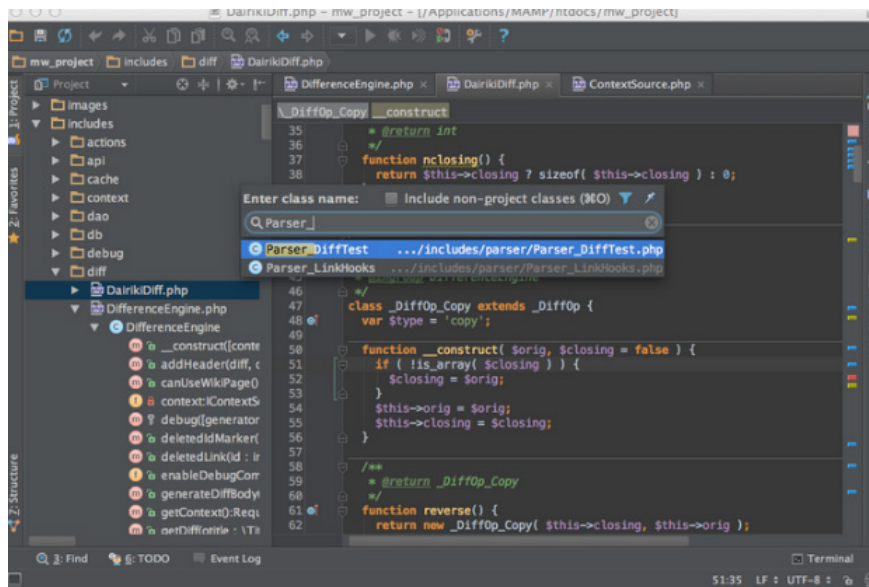 DairikiDiff.php – mw_project – [/Applications/MAMP/htdocs/mw_project]
mw_project includes diff DairikiDiff.php
Project
DifferenceEngine.php × DairikiDiff.php × ContextSource.php ×
1: Project
2: Favorites
Z: Structure
images
includes
actions
api
cache
context
dao
db
debug
diff
DairikiDiff.php
DifferenceEngine.php
DifferenceEngine
__construct([conte
addHeader(diff, c
canUseWikiPage()
context:IContextS
debug([generator
deletedIdMarker(
deletedLink(id : in
enableDebugCom
generateDiffBody
getContext():Requ
getDiff(otitle : \Tit
\_DiffOp_Copy __construct
35 * @return int
36 */
37 function nclosing() {
38 return $this->closing ? sizeof( $this->closing ) : 0;
Enter class name: Include non-project classes (⌘O)
Parser_
Parser_DiffTest .../includes/parser/Parser_DiffTest.php
Parser_LinkHooks .../includes/parser/Parser_LinkHooks.php
46 */
47 class _DiffOp_Copy extends _DiffOp {
48 var $type = 'copy';
49
50 function __construct( $orig, $closing = false ) {
51 if ( !is_array( $closing ) ) {
52 $closing = $orig;
53 }
54 $this->orig = $orig;
55 $this->closing = $closing;
56 }
57
58 /**
59 * @return _DiffOp_Copy
60 */
61 function reverse() {
62 return new _DiffOp_Copy( $this->closing, $this->orig );
3: Find 6: TODO Event Log Terminal
51:35 LF UTF-8